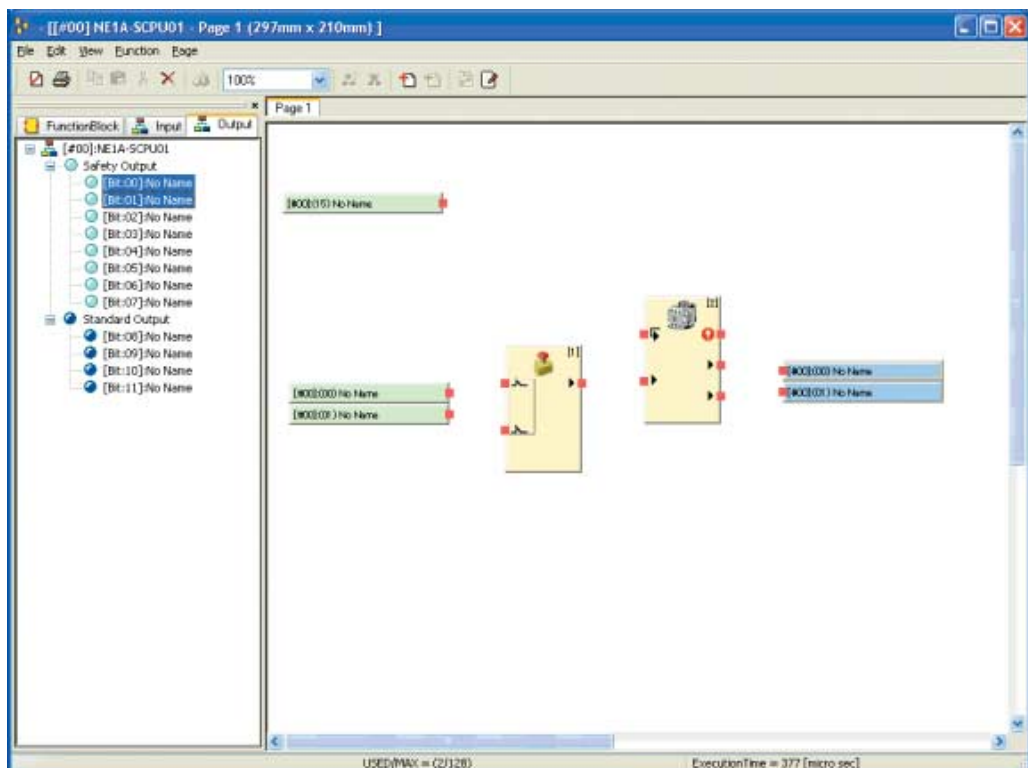 [[#00] NE1A-SCPU01 - Page 1 (297mm x 210mm) ]
File Edit View Function Page
100%
FunctionBlock Input Output
Page 1
[#00]:NE1A-SCPU01
Safety Output
[Bit:00]:No Name
[Bit:01]:No Name
[Bit:02]:No Name
[Bit:03]:No Name
[Bit:04]:No Name
[Bit:05]:No Name
[Bit:06]:No Name
[Bit:07]:No Name
Standard Output
[Bit:08]:No Name
[Bit:09]:No Name
[Bit:10]:No Name
[Bit:11]:No Name
[#00]:(15) No Name
[#00]:(00) No Name
[#00]:(01) No Name
[1]
[2]
[#00]:(00) No Name
[#00]:(01) No Name
USED/MAX = (2/128)
ExecutionTime = 377 [micro sec]